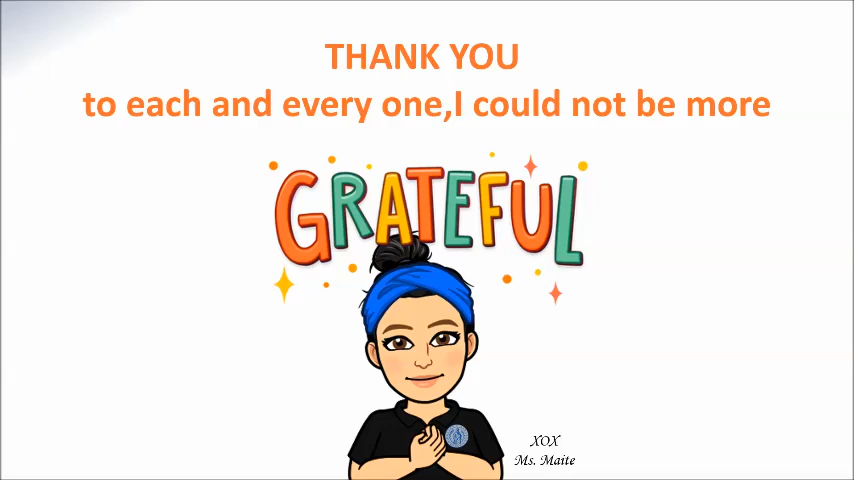 THANK YOU
to each and every one,I could not be more
GRATEFUL
XOX
Ms. Maite